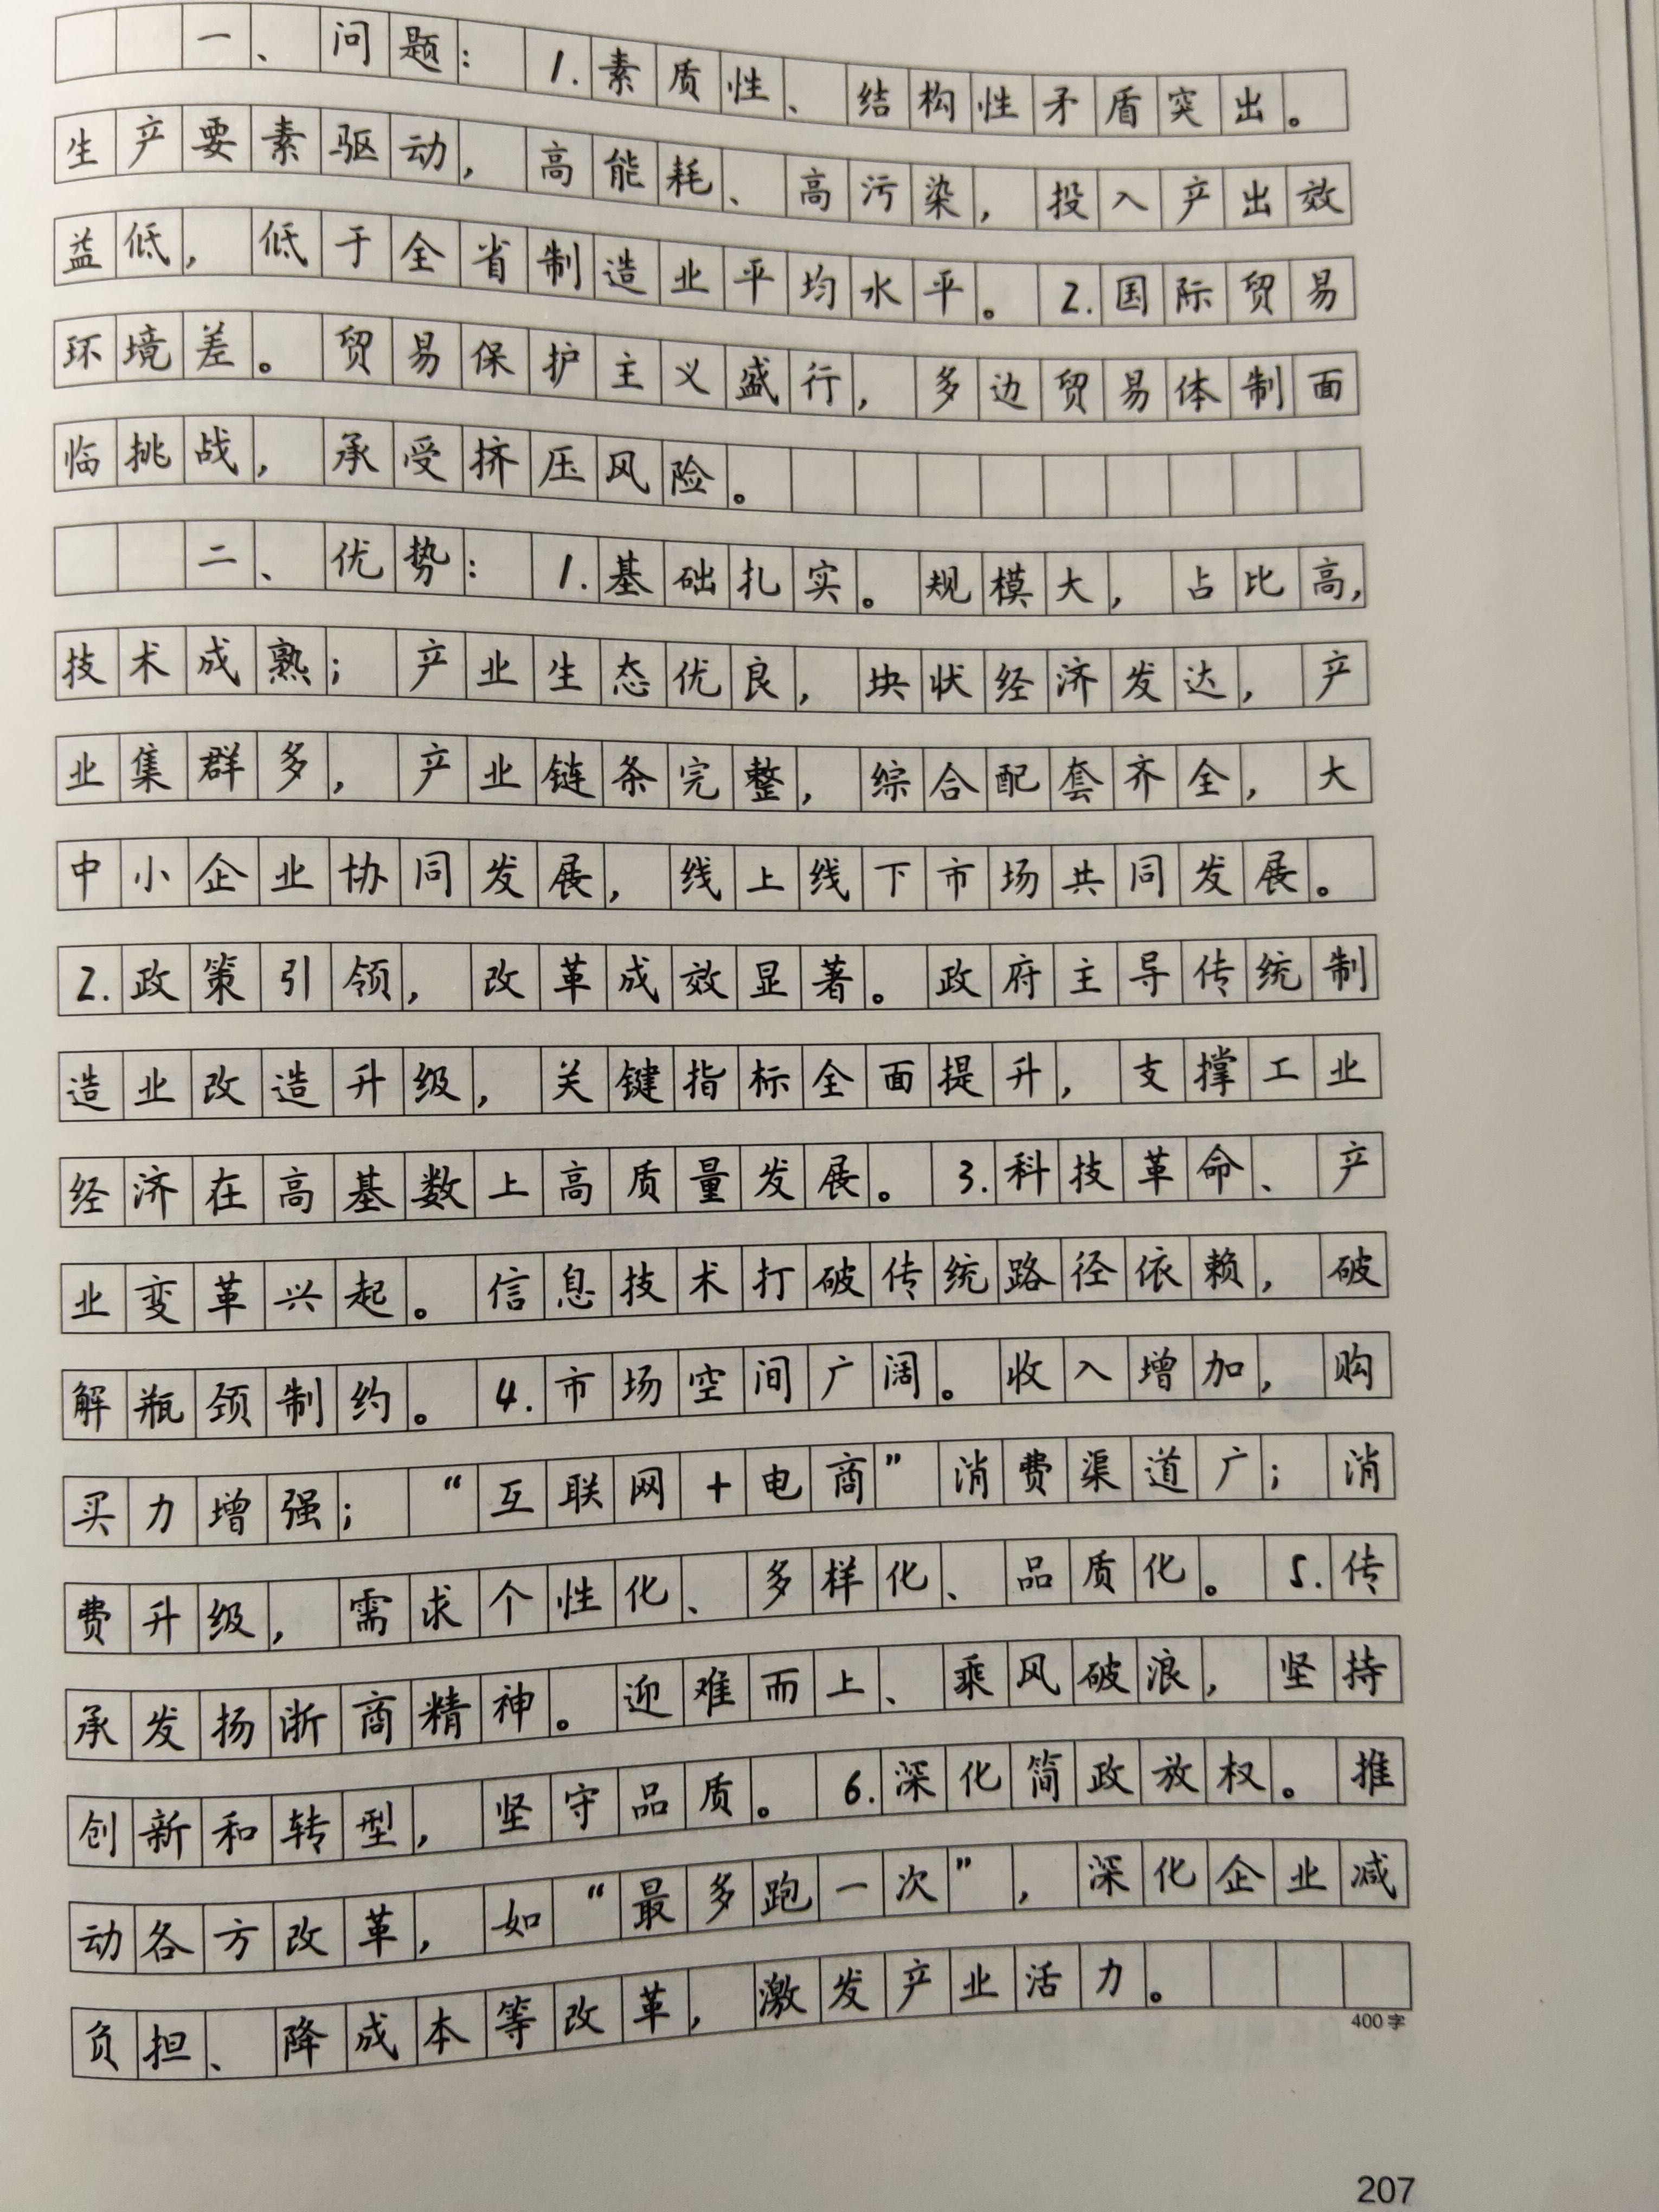 一、问题：1.素质性、结构性矛盾突出。
生产要素驱动，高能耗、高污染，投入产出效
益低，低于全省制造业平均水平。2.国际贸易
环境差。贸易保护主义盛行，多边贸易体制面
临挑战，承受挤压风险。
二、优势：1.基础扎实。规模大，占比高，
技术成熟；产业生态优良，块状经济发达，产
业集群多，产业链条完整，综合配套齐全，大
中小企业协同发展，线上线下市场共同发展。
2.政策引领，改革成效显著。政府主导传统制
造业改造升级，关键指标全面提升，支撑工业
经济在高基数上高质量发展。3.科技革命、产
业变革兴起。信息技术打破传统路径依赖，破
解瓶颈制约。4.市场空间广阔。收入增加，购
买力增强；“互联网+电商”消费渠道广；消
费升级，需求个性化、多样化、品质化。5.传
承发扬浙商精神。迎难而上、乘风破浪，坚持
创新和转型，坚守品质。6.深化简政放权。推
动各方改革，如“最多跑一次”，深化企业减
负担、降成本等改革，激发产业活力。
400字
207